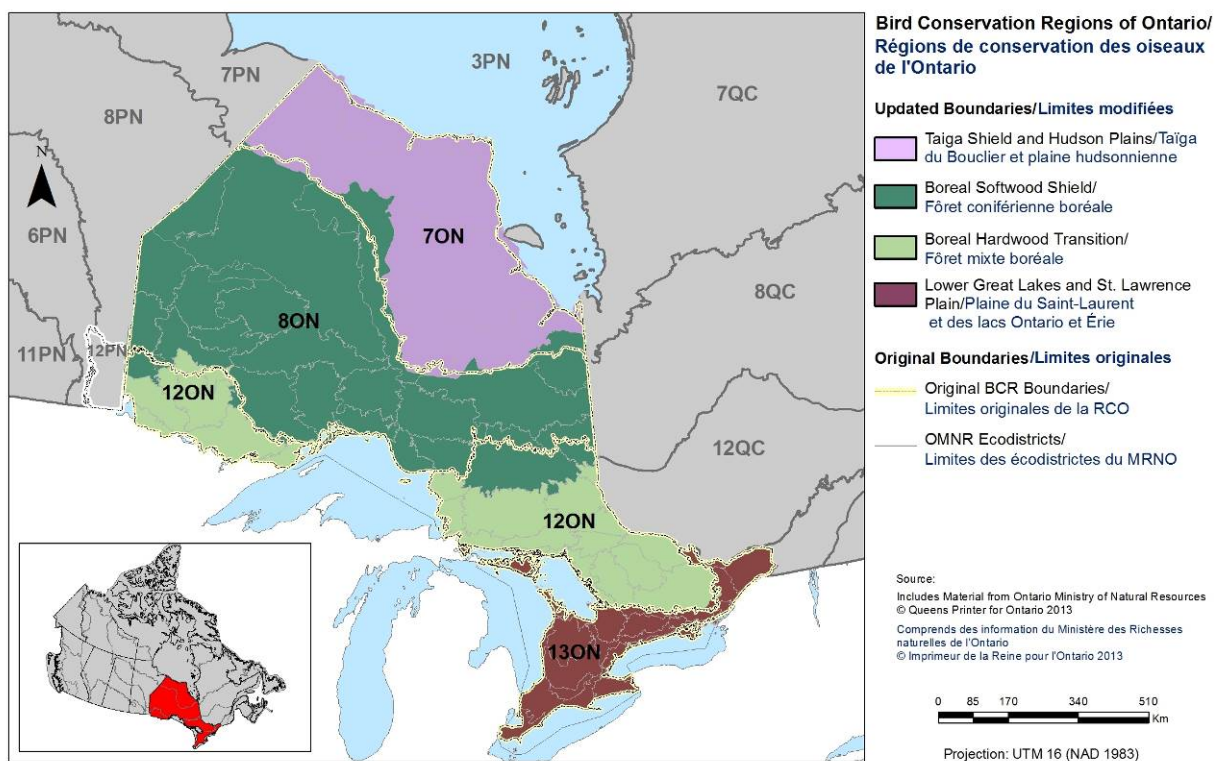 7PN
3PN
7QC
8PN
N
6PN
7ON
8QC
8ON
11PN
12PN
12ON
12QC
12ON
13ON
Bird Conservation Regions of Ontario/
Régions de conservation des oiseaux
de l'Ontario
Updated Boundaries/Limites modifiées
Taiga Shield and Hudson Plains/Taïga
du Bouclier et plaine hudsonnienne
Boreal Softwood Shield/
Fôret coniférienne boréale
Boreal Hardwood Transition/
Fôret mixte boréale
Lower Great Lakes and St. Lawrence
Plain/Plaine du Saint-Laurent
et des lacs Ontario et Érie
Original Boundaries/Limites originales
Original BCR Boundaries/
Limites originales de la RCO
OMNR Ecodistricts/
Limites des écodistrictes du MRNO
Source:
Includes Material from Ontario Ministry of Natural Resources
© Queens Printer for Ontario 2013
Comprends des information du Ministère des Richesses
naturelles de l'Ontario
© Imprimeur de la Reine pour l'Ontario 2013
0 85 170 340 510
Km
Projection: UTM 16 (NAD 1983)